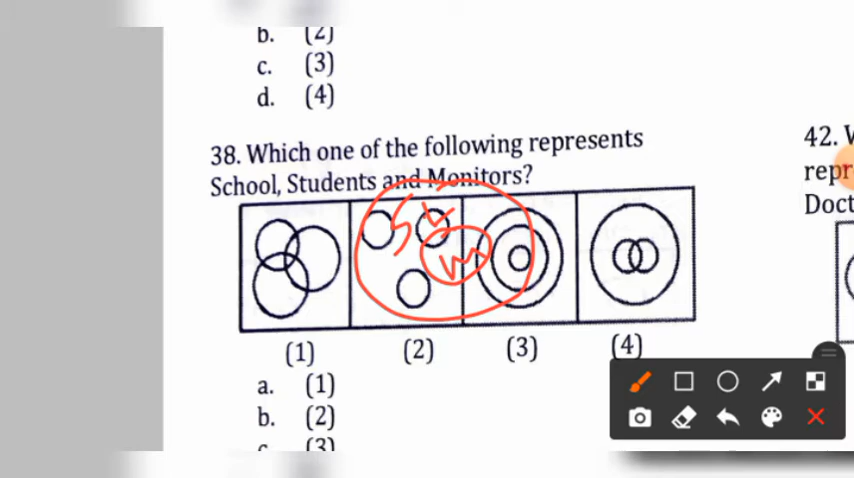 b. (2)
c. (3)
d. (4)
38. Which one of the following represents
School, Students and Monitors?
(1) (2) (3) (4)
a. (1)
b. (2)
(3)
42.
repr
Doct